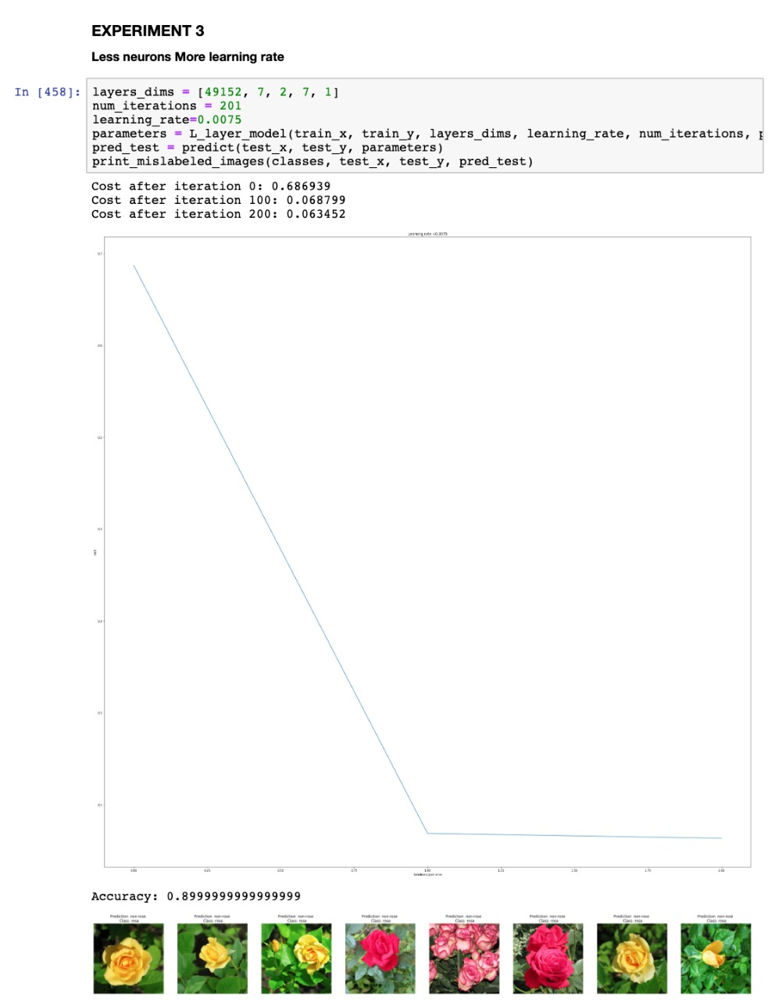 EXPERIMENT 3
Less neurons More learning rate
In [458]:
layers_dims = [49152, 7, 2, 7, 1]
num_iterations = 201
learning_rate=0.0075
parameters = L_layer_model(train_x, train_y, layers_dims, learning_rate, num_iterations, p
pred_test = predict(test_x, test_y, parameters)
print_mislabeled_images(classes, test_x, test_y, pred_test)
Cost after iteration 0: 0.686939
Cost after iteration 100: 0.068799
Cost after iteration 200: 0.063452
Learning rate =0.0075
0.7
0.6
0.5
0.4
cost
0.3
0.2
0.1
0.00 0.25 0.50 0.75 1.00 1.25 1.50 1.75 2.00
Accuracy: 0.8999999999999999
Prediction: non-rose Prediction: non-rose Prediction: non-rose Prediction: non-rose Prediction: non-rose Prediction: non-rose Prediction: non-rose Prediction: non-rose
Class: rose Class: rose Class: rose Class: rose Class: rose Class: rose Class: rose Class: rose